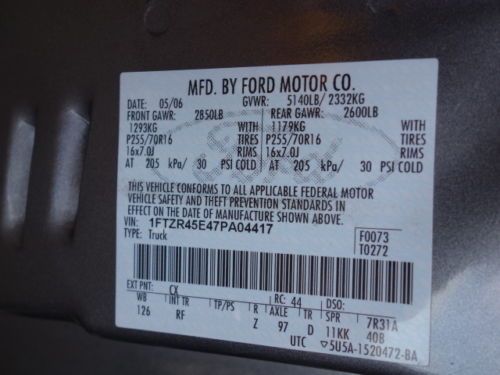 MFD. BY FORD MOTOR CO.
DATE: 05/06 GVWR: 5140LB/ 2332KG
FRONT GAWR: 2850LB REAR GAWR: 2600LB
1293KG WITH 1179KG WITH
P255/70R16 TIRES P255/70R16 TIRES
16x7.0J RIMS 16x7.0J RIMS
AT 205 kPa/ 30 PSI COLD AT 205 kPa/ 30 PSI COLD
THIS VEHICLE CONFORMS TO ALL APPLICABLE FEDERAL MOTOR
VEHICLE SAFETY AND THEFT PREVENTION STANDARDS
IN EFFECT ON THE DATE OF MANUFACTURE SHOWN ABOVE.
VIN: 1FTZR45E47PA04417
TYPE: Truck
F0073
T0272
EXT PNT: CX RC: 44 DSO:
WB INT TR TP/PS R AXLE TR SPR 7R31A
126 RF Z 97 D 11KK 40B
UTC ▽5U5A-1520472-BA